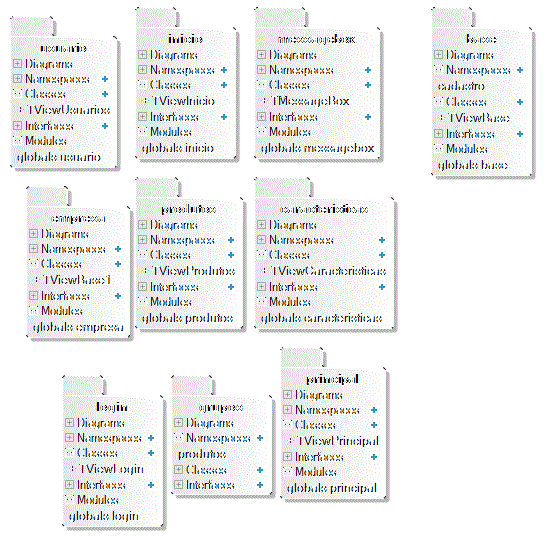 usuario
Diagrams
Namespaces
Classes
TViewUsuarios
Interfaces
Modules
globals usuario
inicio
Diagrams
Namespaces
Classes
TViewInicio
Interfaces
Modules
globals inicio
messagebox
Diagrams
Namespaces
Classes
TMessageBox
Interfaces
Modules
globals messagebox
base
Diagrams
Namespaces
cadastro
Classes
TViewBase
Interfaces
Modules
globals base
empresa
Diagrams
Namespaces
Classes
TViewBase1
Interfaces
Modules
globals empresa
produtos
Diagrams
Namespaces
Classes
TViewProdutos
Interfaces
Modules
globals produtos
caracteristicas
Diagrams
Namespaces
Classes
TViewCaracteristicas
Interfaces
Modules
globals caracteristicas
login
Diagrams
Namespaces
Classes
TViewLogin
Interfaces
Modules
globals login
grupos
Diagrams
Namespaces
produtos
Classes
Interfaces
principal
Diagrams
Namespaces
Classes
TViewPrincipal
Interfaces
Modules
globals principal